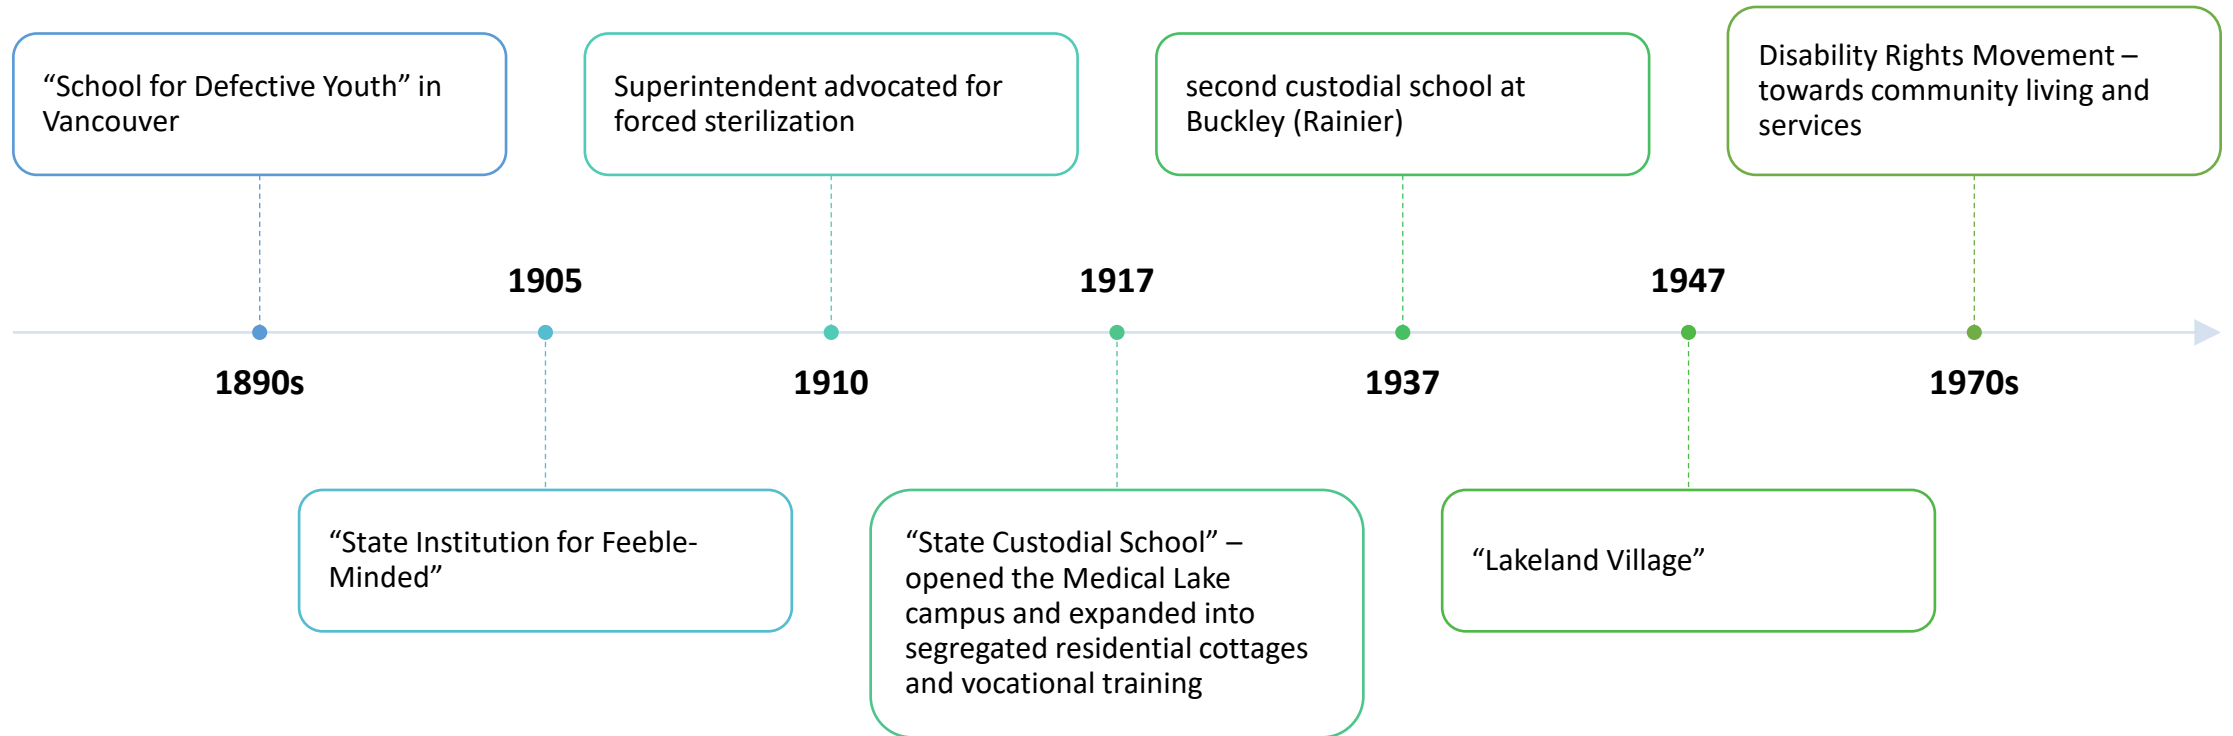 “School for Defective Youth” in
Vancouver
1890s
1905
“State Institution for Feeble-
Minded”
Superintendent advocated for
forced sterilization
1910
1917
“State Custodial School” –
opened the Medical Lake
campus and expanded into
segregated residential cottages
and vocational training
second custodial school at
Buckley (Rainier)
1937
1947
“Lakeland Village”
Disability Rights Movement –
towards community living and
services
1970s